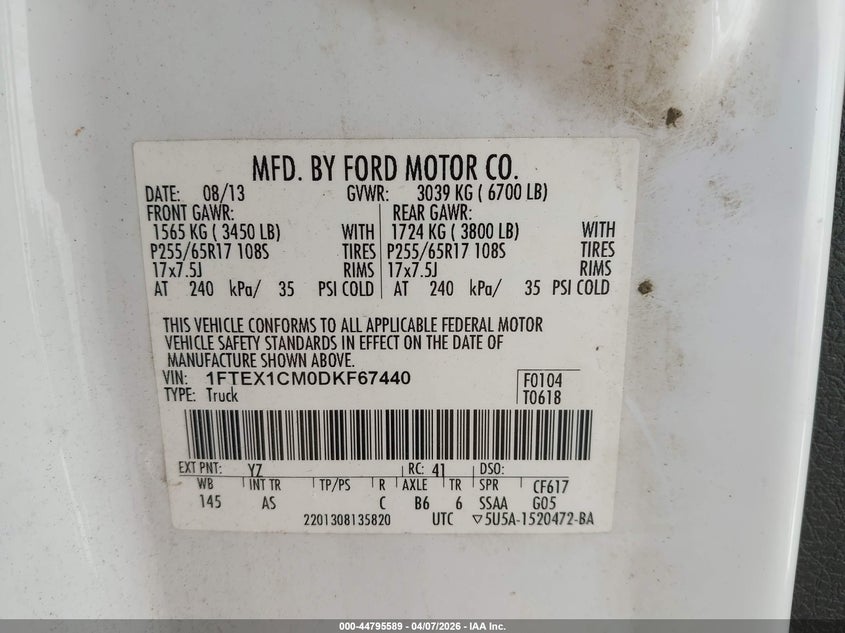 MFD. BY FORD MOTOR CO.
DATE: 08/13 GVWR: 3039 KG ( 6700 LB)
FRONT GAWR: REAR GAWR:
1565 KG ( 3450 LB) WITH 1724 KG ( 3800 LB) WITH
P255/65R17 108S TIRES P255/65R17 108S TIRES
17x7.5J RIMS 17x7.5J RIMS
AT 240 kPa/ 35 PSI COLD AT 240 kPa/ 35 PSI COLD
THIS VEHICLE CONFORMS TO ALL APPLICABLE FEDERAL MOTOR
VEHICLE SAFETY STANDARDS IN EFFECT ON THE DATE OF
MANUFACTURE SHOWN ABOVE.
VIN: 1FTEX1CM0DKF67440 F0104
TYPE: Truck T0618
EXT PNT: YZ RC: 41 DSO:
WB INT TR TP/PS R AXLE TR SPR CF617
145 AS C B6 6 SSAA G05
2201308135820 UTC ▽5U5A-1520472-BA
000-44795589 - 04/07/2026 - IAA Inc.